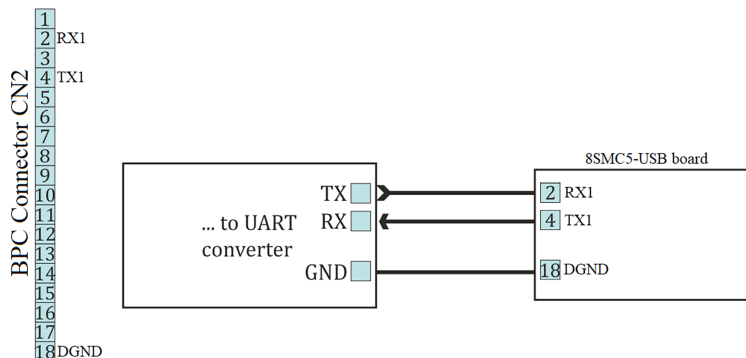 BPC Connector CN2
1
2 RX1
3
4 TX1
5
6
7
8
9
10
11
12
13
14
15
16
17
18 DGND
... to UART
converter
TX
RX
GND
8SMC5-USB board
2 RX1
4 TX1
18 DGND